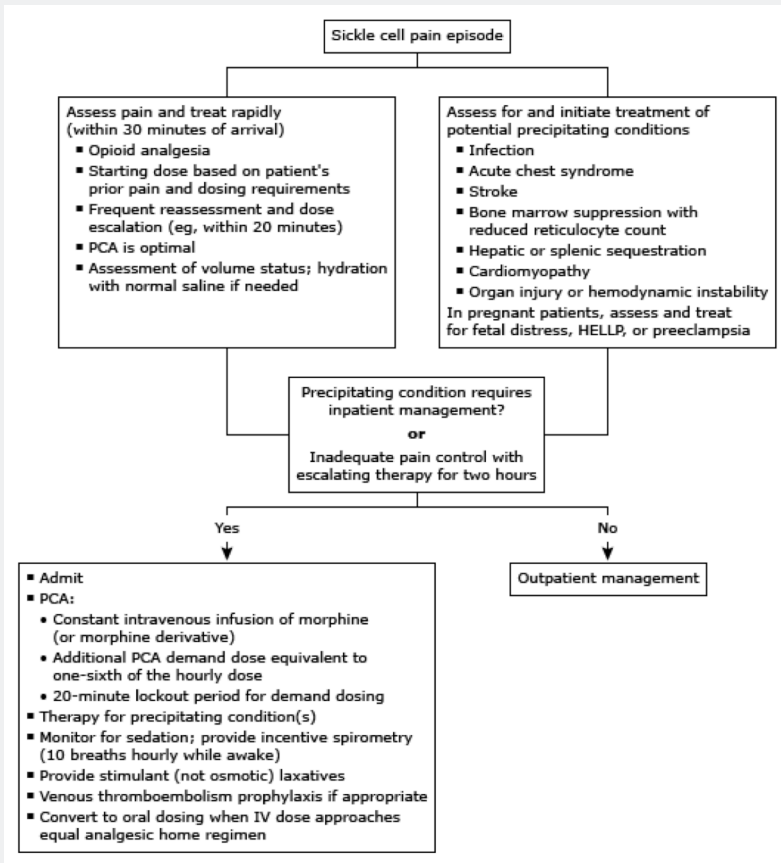 Sickle cell pain episode
Assess pain and treat rapidly
(within 30 minutes of arrival)
▪ Opioid analgesia
▪ Starting dose based on patient's
prior pain and dosing requirements
▪ Frequent reassessment and dose
escalation (eg, within 20 minutes)
▪ PCA is optimal
▪ Assessment of volume status; hydration
with normal saline if needed
Assess for and initiate treatment of
potential precipitating conditions
▪ Infection
▪ Acute chest syndrome
▪ Stroke
▪ Bone marrow suppression with
reduced reticulocyte count
▪ Hepatic or splenic sequestration
▪ Cardiomyopathy
▪ Organ injury or hemodynamic instability
In pregnant patients, assess and treat
for fetal distress, HELLP, or preeclampsia
Precipitating condition requires
inpatient management?
or
Inadequate pain control with
escalating therapy for two hours
Yes
No
▪ Admit
▪ PCA:
• Constant intravenous infusion of morphine
(or morphine derivative)
• Additional PCA demand dose equivalent to
one-sixth of the hourly dose
• 20-minute lockout period for demand dosing
▪ Therapy for precipitating condition(s)
▪ Monitor for sedation; provide incentive spirometry
(10 breaths hourly while awake)
▪ Provide stimulant (not osmotic) laxatives
▪ Venous thromboembolism prophylaxis if appropriate
▪ Convert to oral dosing when IV dose approaches
equal analgesic home regimen
Outpatient management